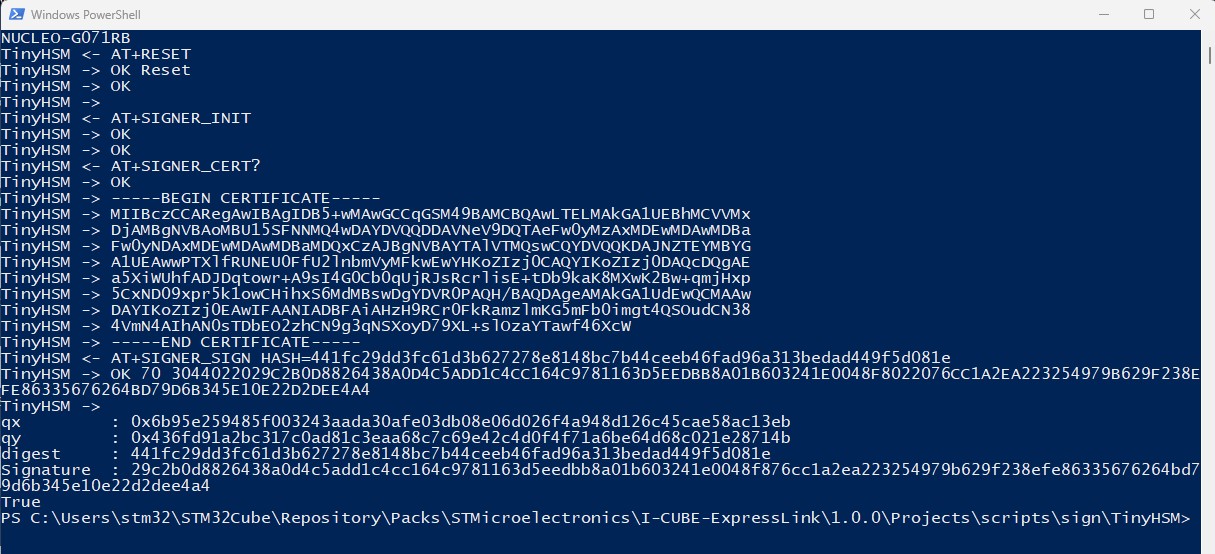 Windows PowerShell
NUCLEO-G071RB
TinyHSM <- AT+RESET
TinyHSM -> OK Reset
TinyHSM -> OK
TinyHSM ->
TinyHSM <- AT+SIGNER_INIT
TinyHSM -> OK
TinyHSM -> OK
TinyHSM <- AT+SIGNER_CERT?
TinyHSM -> OK
TinyHSM -> -----BEGIN CERTIFICATE-----
TinyHSM -> MIIBczCCARegAwIBAgIDB5+wMAwGCCqGSM49BAMCBQAwLTELMAkGA1UEBhMCVVMx
TinyHSM -> DjAMBgNVBAoMBU15SFNNMQ4wDAYDVQQDDAVNeV9DQTAeFw0yMzAxMDEwMDAwMDBa
TinyHSM -> Fw0yNDAxMDEwMDAwMDBaMDQxCzAJBgNVBAYTAlVTMQswCQYDVQQKDAJNZTEYMBYG
TinyHSM -> A1UEAwwPTXlfRUNEU0FfU2lnbmVyMFkwEwYHKoZIzj0CAQYIKoZIzj0DAQcDQgAE
TinyHSM -> a5XiWUhfADJDqtowr+A9sI4G0Cb0qUjRJsRcrlisE+tDb9kaK8MXwK2Bw+qmjHxp
TinyHSM -> 5CxND09xpr5k1owCHihxS6MdMBswDgYDVR0PAQH/BAQDAgeAMAkGA1UdEwQCMAAw
TinyHSM -> DAYIKoZIzj0EAwIFAANIADBFAiAHzH9RCr0FkRamzlmKG5mFb0imgt4QSOudCN38
TinyHSM -> 4VmN4AIhAN0sTDbEO2zhCN9g3qNSXoyD79XL+slOzaYTawf46XcW
TinyHSM -> -----END CERTIFICATE-----
TinyHSM <- AT+SIGNER_SIGN HASH=441fc29dd3fc61d3b627278e8148bc7b44ceeb46fad96a313bedad449f5d081e
TinyHSM -> OK 70 3044022029C2B0D8826438A0D4C5ADD1C4CC164C9781163D5EEDBB8A01B603241E0048F8022076CC1A2EA223254979B629F238E
FE86335676264BD79D6B345E10E22D2DEE4A4
TinyHSM ->
qx : 0x6b95e259485f003243aada30afe03db08e06d026f4a948d126c45cae58ac13eb
qy : 0x436fd91a2bc317c0ad81c3eaa68c7c69e42c4d0f4f71a6be64d68c021e28714b
digest : 441fc29dd3fc61d3b627278e8148bc7b44ceeb46fad96a313bedad449f5d081e
Signature : 29c2b0d8826438a0d4c5add1c4cc164c9781163d5eedbb8a01b603241e0048f876cc1a2ea223254979b629f238efe86335676264bd7
9d6b345e10e22d2dee4a4
True
PS C:\Users\stm32\STM32Cube\Repository\Packs\STMicroelectronics\I-CUBE-ExpressLink\1.0.0\Projects\scripts\sign\TinyHSM>